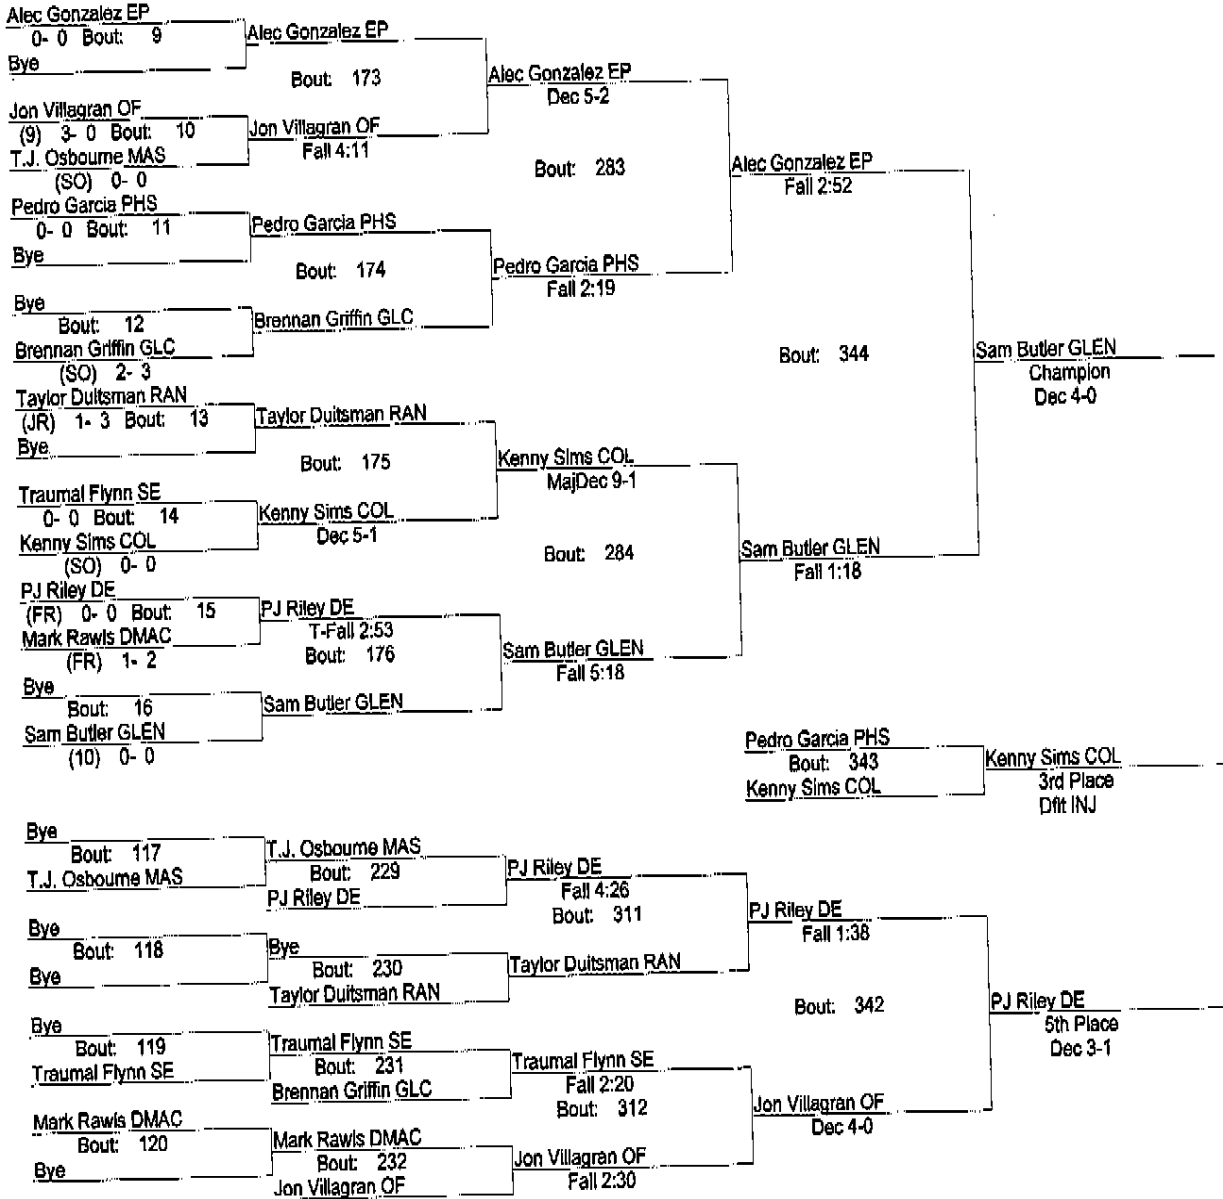 Alec Gonzalez EP
0- 0 Bout: 9
Alec Gonzalez EP
Bye
Bout: 173
Alec Gonzalez EP
Dec 5-2
Jon Villagran OF
(9) 3- 0 Bout: 10
Jon Villagran OF
Fall 4:11
T.J. Osbourne MAS
(SO) 0- 0
Bout: 283
Alec Gonzalez EP
Fall 2:52
Pedro Garcia PHS
0- 0 Bout: 11
Pedro Garcia PHS
Bye
Bout: 174
Pedro Garcia PHS
Fall 2:19
Bye
Bout: 12
Brennan Griffin GLC
Brennan Griffin GLC
(SO) 2- 3
Bout: 344
Sam Butler GLEN
Champion
Dec 4-0
Taylor Duitsman RAN
(JR) 1- 3 Bout: 13
Taylor Duitsman RAN
Bye
Bout: 175
Kenny Sims COL
MajDec 9-1
Traumal Flynn SE
0- 0 Bout: 14
Kenny Sims COL
Dec 5-1
Kenny Sims COL
(SO) 0- 0
Bout: 284
Sam Butler GLEN
Fall 1:18
PJ Riley DE
(FR) 0- 0 Bout: 15
PJ Riley DE
T-Fall 2:53
Mark Rawls DMAC
(FR) 1- 2
Bout: 176
Sam Butler GLEN
Fall 5:18
Bye
Bout: 16
Sam Butler GLEN
Sam Butler GLEN
(10) 0- 0
Pedro Garcia PHS
Bout: 343
Kenny Sims COL
Kenny Sims COL
3rd Place
Dflt INJ
Bye
Bout: 117
T.J. Osbourne MAS
T.J. Osbourne MAS
Bout: 229
PJ Riley DE
PJ Riley DE
Fall 4:26
Bout: 311
PJ Riley DE
Fall 1:38
Bye
Bout: 118
Bye
Bye
Bout: 230
Taylor Duitsman RAN
Taylor Duitsman RAN
Bout: 342
PJ Riley DE
5th Place
Dec 3-1
Bye
Bout: 119
Traumal Flynn SE
Traumal Flynn SE
Bout: 231
Brennan Griffin GLC
Traumal Flynn SE
Fall 2:20
Bout: 312
Jon Villagran OF
Dec 4-0
Mark Rawls DMAC
Bout: 120
Bye
Mark Rawls DMAC
Bout: 232
Jon Villagran OF
Jon Villagran OF
Fall 2:30